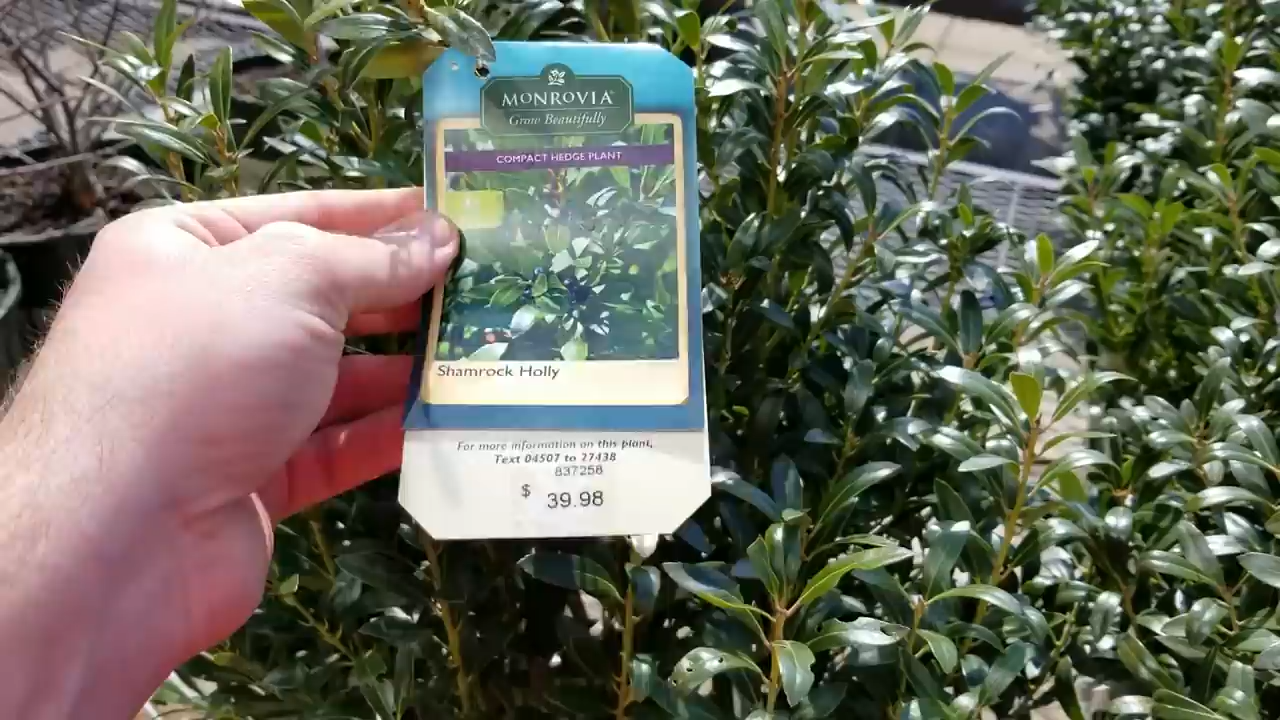 MONROVIA®
Grow Beautifully
COMPACT HEDGE PLANT
Shamrock Holly
For more information on this plant,
Text 04507 to 27438
837258
$ 39.98